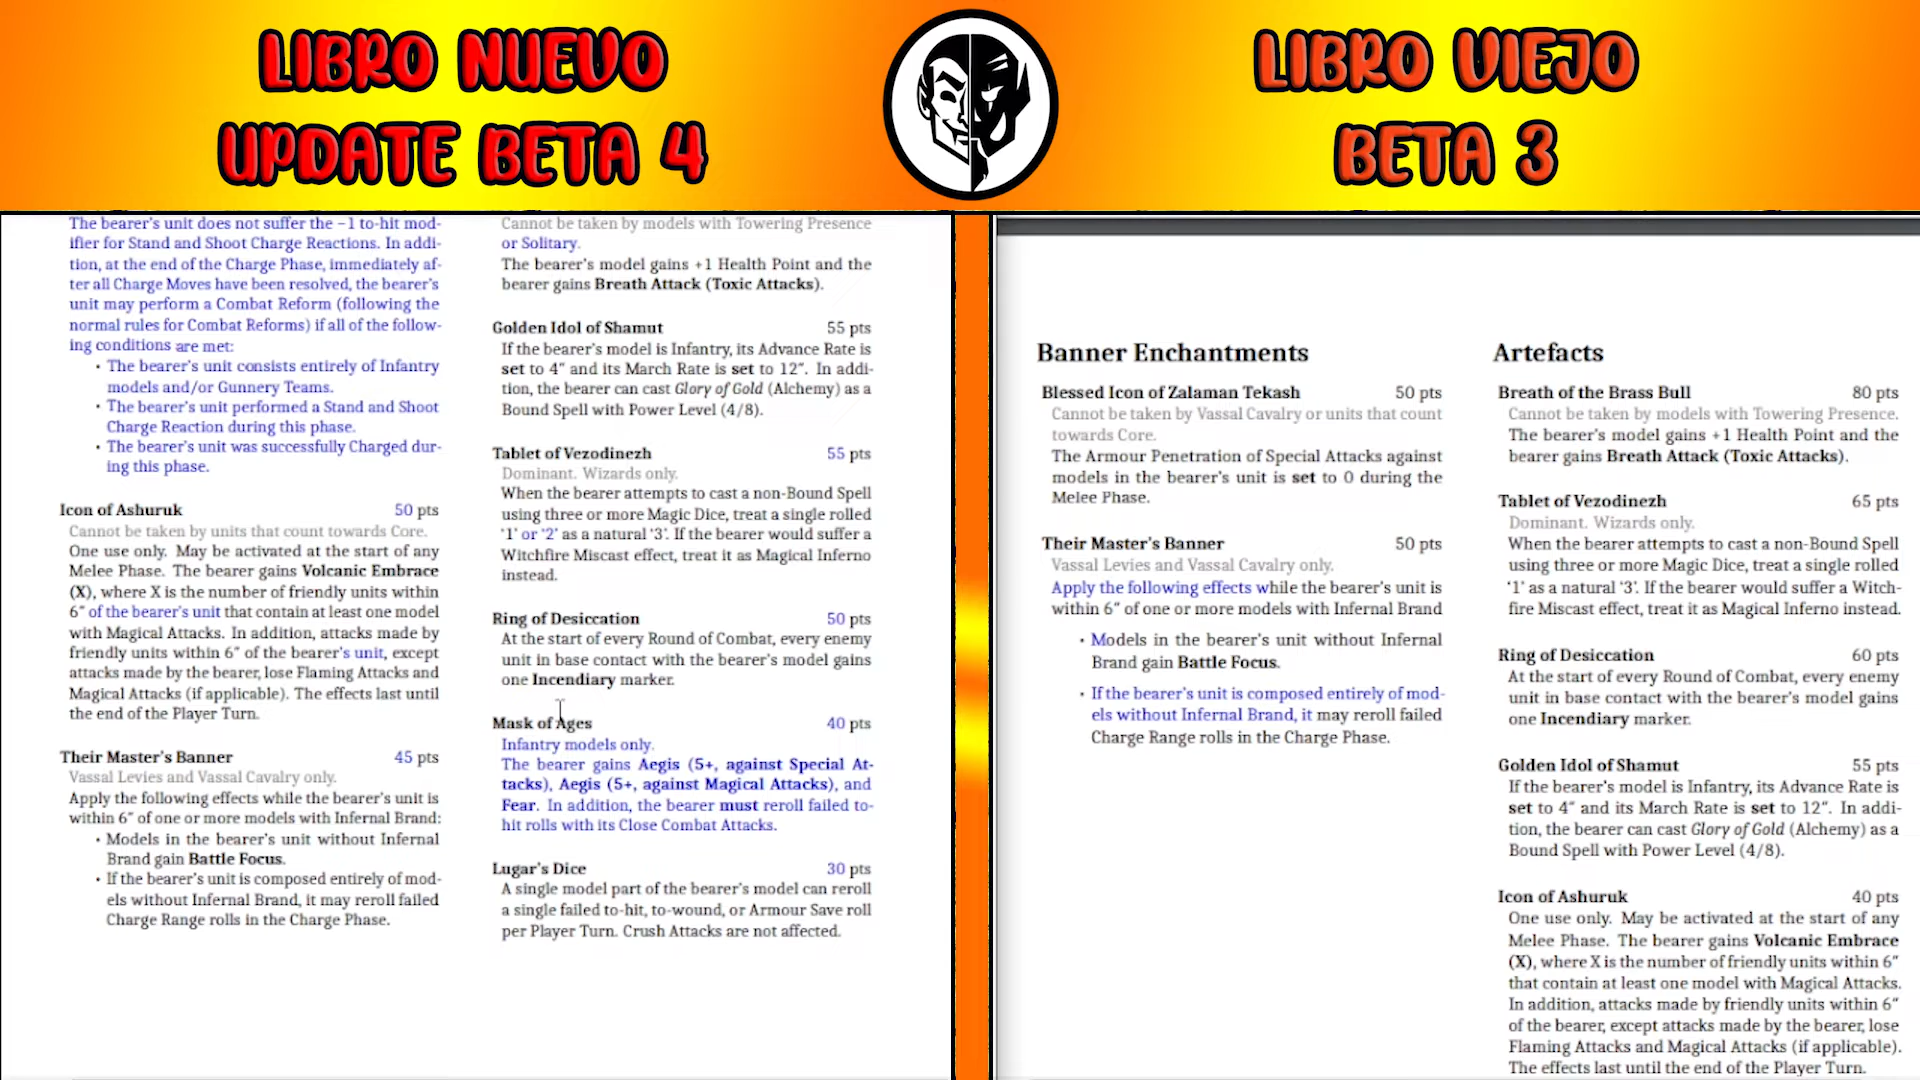 LIBRO NUEVO
UPDATE BETA 4
LIBRO VIEJO
BETA 3
The bearer's unit does not suffer the −1 to-hit mod-
ifier for Stand and Shoot Charge Reactions. In addi-
tion, at the end of the Charge Phase, immediately af-
ter all Charge Moves have been resolved, the bearer's
unit may perform a Combat Reform (following the
normal rules for Combat Reforms) if all of the follow-
ing conditions are met:
• The bearer's unit consists entirely of Infantry
models and/or Gunnery Teams.
• The bearer's unit performed a Stand and Shoot
Charge Reaction during this phase.
• The bearer's unit was successfully Charged dur-
ing this phase.
Icon of Ashuruk 50 pts
Cannot be taken by units that count towards Core.
One use only. May be activated at the start of any
Melee Phase. The bearer gains Volcanic Embrace
(X), where X is the number of friendly units within
6″ of the bearer's unit that contain at least one model
with Magical Attacks. In addition, attacks made by
friendly units within 6″ of the bearer's unit, except
attacks made by the bearer, lose Flaming Attacks and
Magical Attacks (if applicable). The effects last until
the end of the Player Turn.
Their Master's Banner 45 pts
Vassal Levies and Vassal Cavalry only.
Apply the following effects while the bearer's unit is
within 6″ of one or more models with Infernal Brand:
• Models in the bearer's unit without Infernal
Brand gain Battle Focus.
• If the bearer's unit is composed entirely of mod-
els without Infernal Brand, it may reroll failed
Charge Range rolls in the Charge Phase.
Cannot be taken by models with Towering Presence
or Solitary.
The bearer's model gains +1 Health Point and the
bearer gains Breath Attack (Toxic Attacks).
Golden Idol of Shamut 55 pts
If the bearer's model is Infantry, its Advance Rate is
set to 4″ and its March Rate is set to 12″. In addi-
tion, the bearer can cast Glory of Gold (Alchemy) as a
Bound Spell with Power Level (4/8).
Tablet of Vezodinezh 55 pts
Dominant. Wizards only.
When the bearer attempts to cast a non-Bound Spell
using three or more Magic Dice, treat a single rolled
'1' or '2' as a natural '3'. If the bearer would suffer a
Witchfire Miscast effect, treat it as Magical Inferno
instead.
Ring of Desiccation 50 pts
At the start of every Round of Combat, every enemy
unit in base contact with the bearer's model gains
one Incendiary marker.
Mask of Ages 40 pts
Infantry models only.
The bearer gains Aegis (5+, against Special At-
tacks), Aegis (5+, against Magical Attacks), and
Fear. In addition, the bearer must reroll failed to-
hit rolls with its Close Combat Attacks.
Lugar's Dice 30 pts
A single model part of the bearer's model can reroll
a single failed to-hit, to-wound, or Armour Save roll
per Player Turn. Crush Attacks are not affected.
Banner Enchantments
Blessed Icon of Zalaman Tekash 50 pts
Cannot be taken by Vassal Cavalry or units that count
towards Core.
The Armour Penetration of Special Attacks against
models in the bearer's unit is set to 0 during the
Melee Phase.
Their Master's Banner 50 pts
Vassal Levies and Vassal Cavalry only.
Apply the following effects while the bearer's unit is
within 6″ of one or more models with Infernal Brand
• Models in the bearer's unit without Infernal
Brand gain Battle Focus.
• If the bearer's unit is composed entirely of mod-
els without Infernal Brand, it may reroll failed
Charge Range rolls in the Charge Phase.
Artefacts
Breath of the Brass Bull 80 pts
Cannot be taken by models with Towering Presence.
The bearer's model gains +1 Health Point and the
bearer gains Breath Attack (Toxic Attacks).
Tablet of Vezodinezh 65 pts
Dominant. Wizards only.
When the bearer attempts to cast a non-Bound Spell
using three or more Magic Dice, treat a single rolled
'1' as a natural '3'. If the bearer would suffer a Witch-
fire Miscast effect, treat it as Magical Inferno instead.
Ring of Desiccation 60 pts
At the start of every Round of Combat, every enemy
unit in base contact with the bearer's model gains
one Incendiary marker.
Golden Idol of Shamut 55 pts
If the bearer's model is Infantry, its Advance Rate is
set to 4″ and its March Rate is set to 12″. In addi-
tion, the bearer can cast Glory of Gold (Alchemy) as a
Bound Spell with Power Level (4/8).
Icon of Ashuruk 40 pts
One use only. May be activated at the start of any
Melee Phase. The bearer gains Volcanic Embrace
(X), where X is the number of friendly units within 6″
that contain at least one model with Magical Attacks.
In addition, attacks made by friendly units within 6″
of the bearer, except attacks made by the bearer, lose
Flaming Attacks and Magical Attacks (if applicable).
The effects last until the end of the Player Turn.